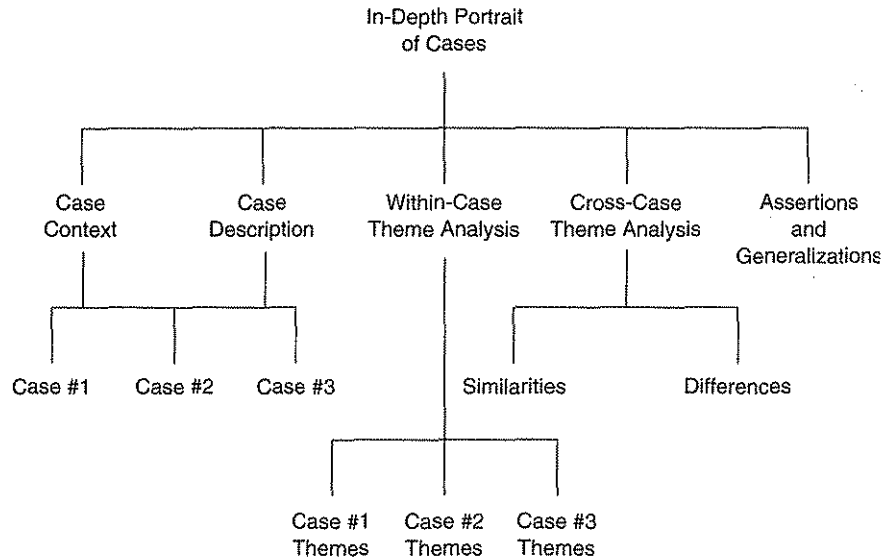 In-Depth Portrait
of Cases
Case
Context
Case
Description
Within-Case
Theme Analysis
Cross-Case
Theme Analysis
Assertions
and
Generalizations
Case #1
Case #2
Case #3
Similarities
Differences
Case #1
Themes
Case #2
Themes
Case #3
Themes